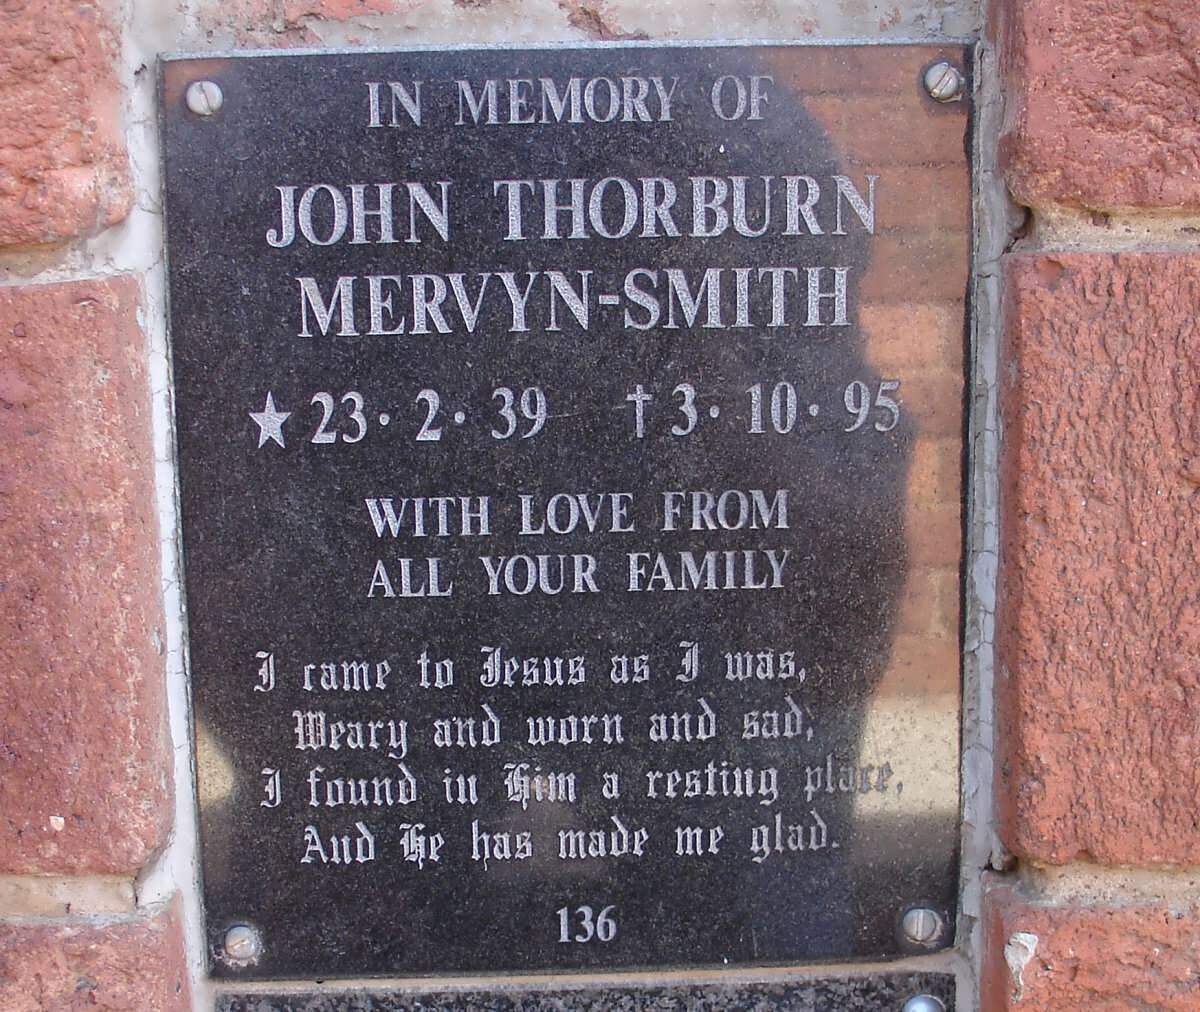 IN MEMORY OF
JOHN THORBURN
MERVYN-SMITH
★ 23·2·39 †3·10·95
WITH LOVE FROM
ALL YOUR FAMILY
I came to Jesus as I was,
Weary and worn and sad;
I found in Him a resting place,
And He has made me glad.
136